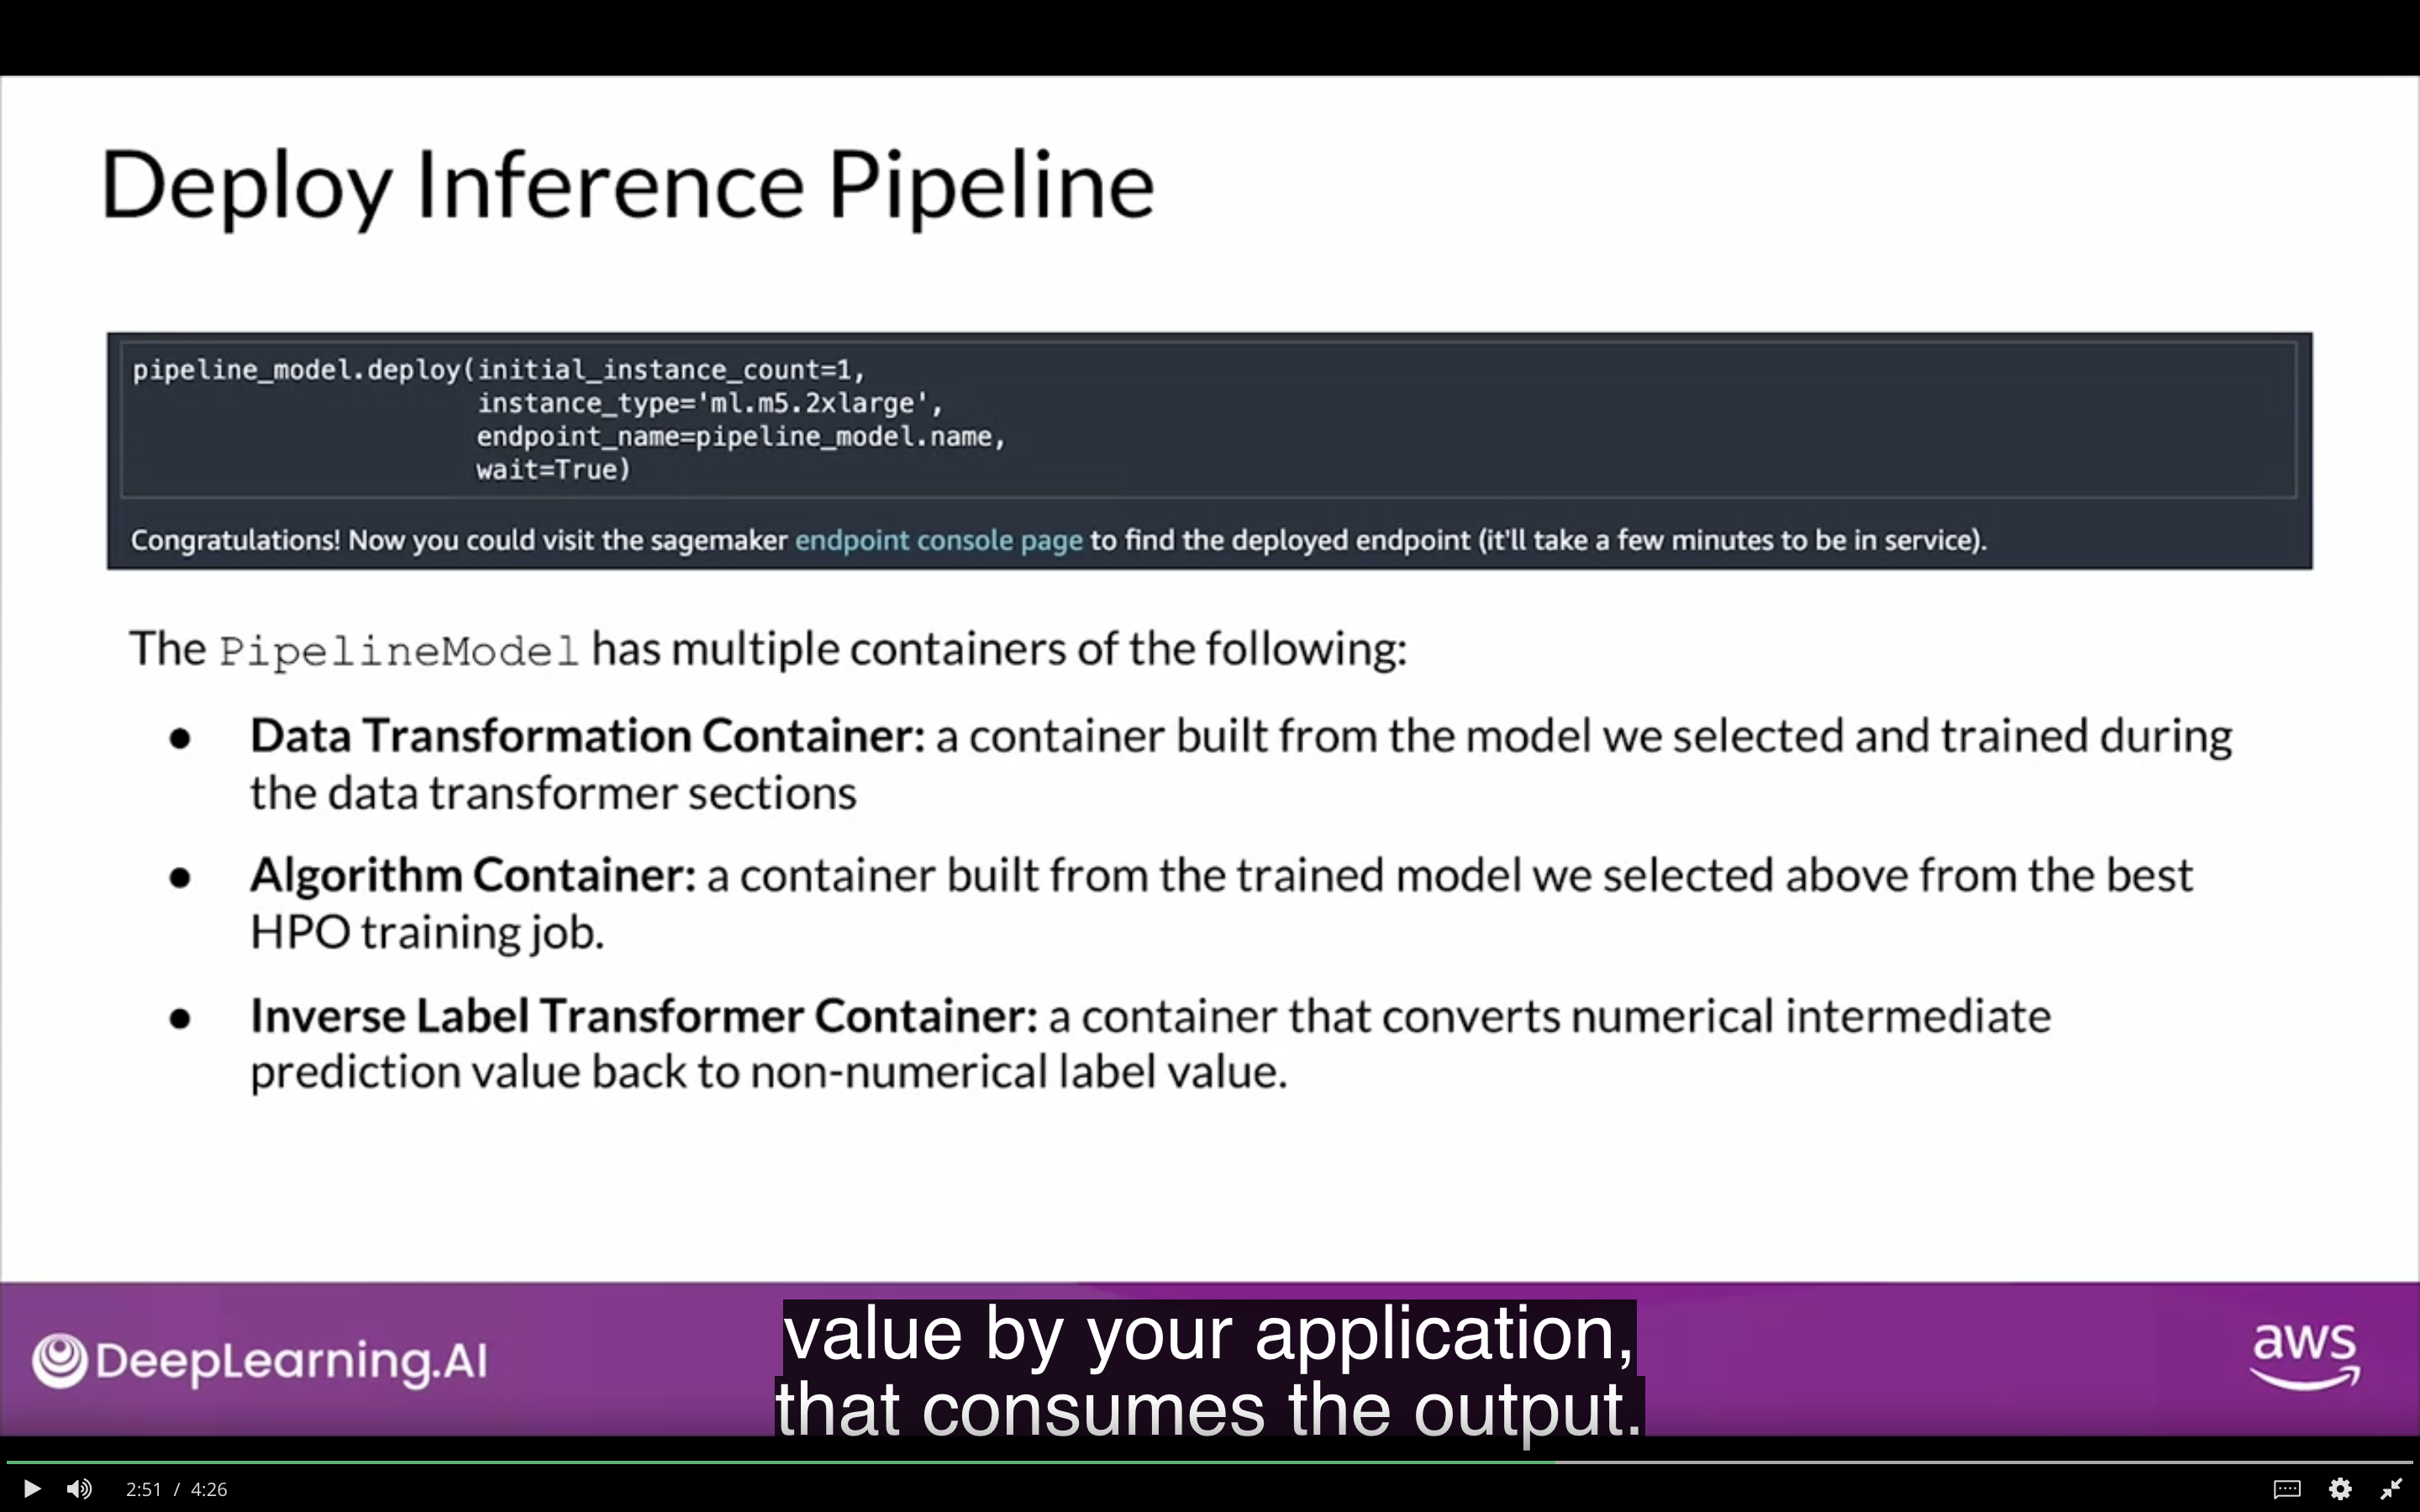 Deploy Inference Pipeline
pipeline_model.deploy(initial_instance_count=1,
instance_type='ml.m5.2xlarge',
endpoint_name=pipeline_model.name,
wait=True)
Congratulations! Now you could visit the sagemaker endpoint console page to find the deployed endpoint (it'll take a few minutes to be in service).
The PipelineModel has multiple containers of the following:
● Data Transformation Container: a container built from the model we selected and trained during
the data transformer sections
● Algorithm Container: a container built from the trained model we selected above from the best
HPO training job.
● Inverse Label Transformer Container: a container that converts numerical intermediate
prediction value back to non-numerical label value.
DeepLearning.AI
value by your application,
that consumes the output.
aws
2:51 / 4:26